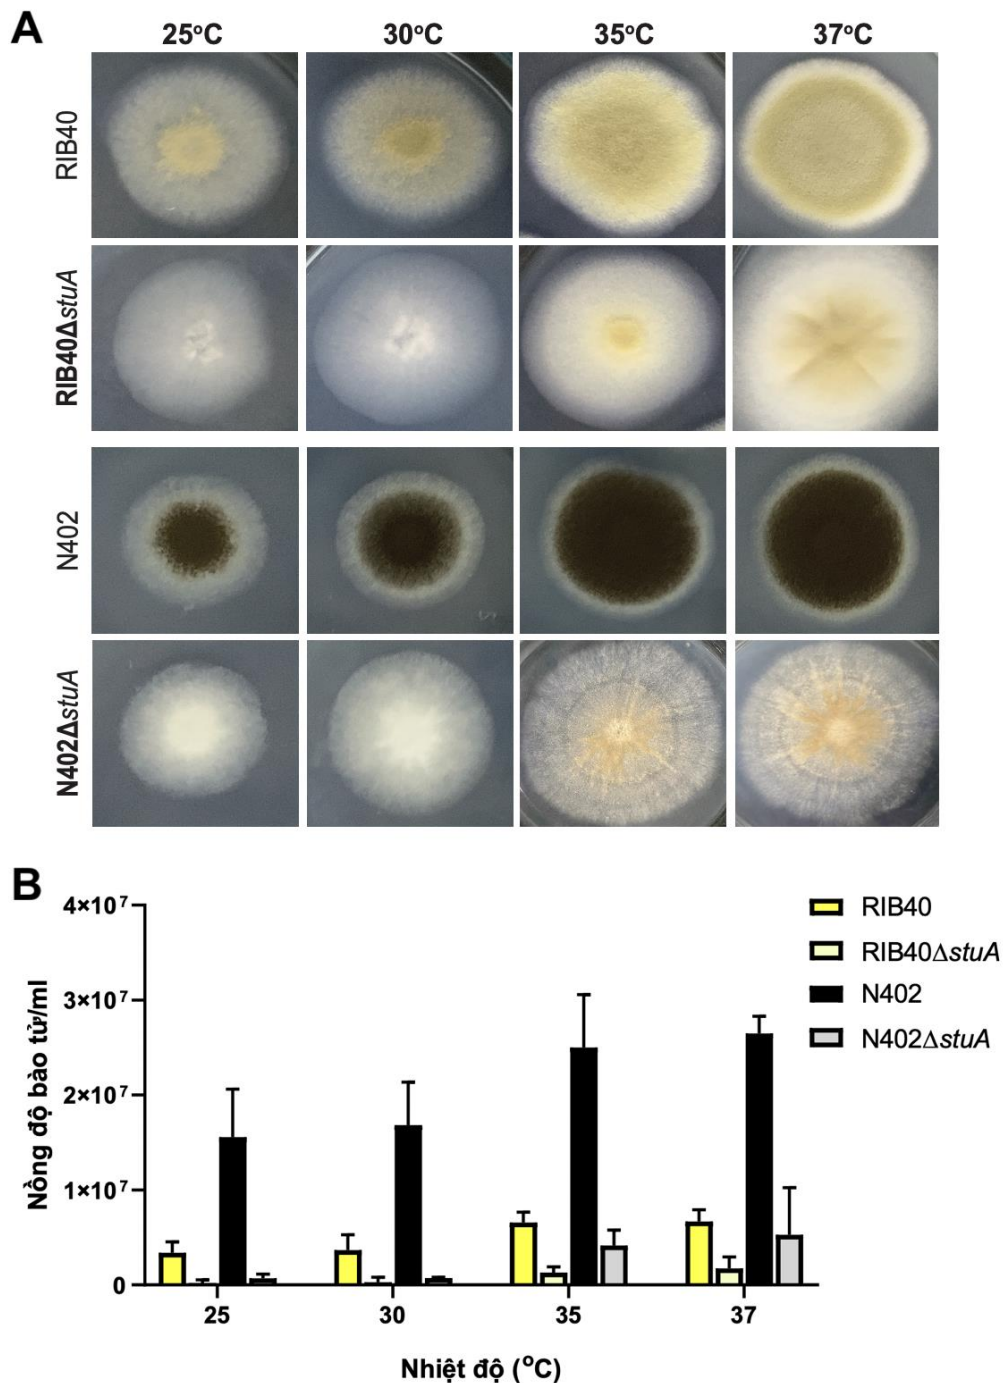 A
25°C 30°C 35°C 37°C
RIB40
RIB40ΔstuA
N402
N402ΔstuA
B
Nồng độ bào tử/ml
4×10⁷
3×10⁷
2×10⁷
1×10⁷
0
25 30 35 37
Nhiệt độ (°C)
RIB40
RIB40ΔstuA
N402
N402ΔstuA